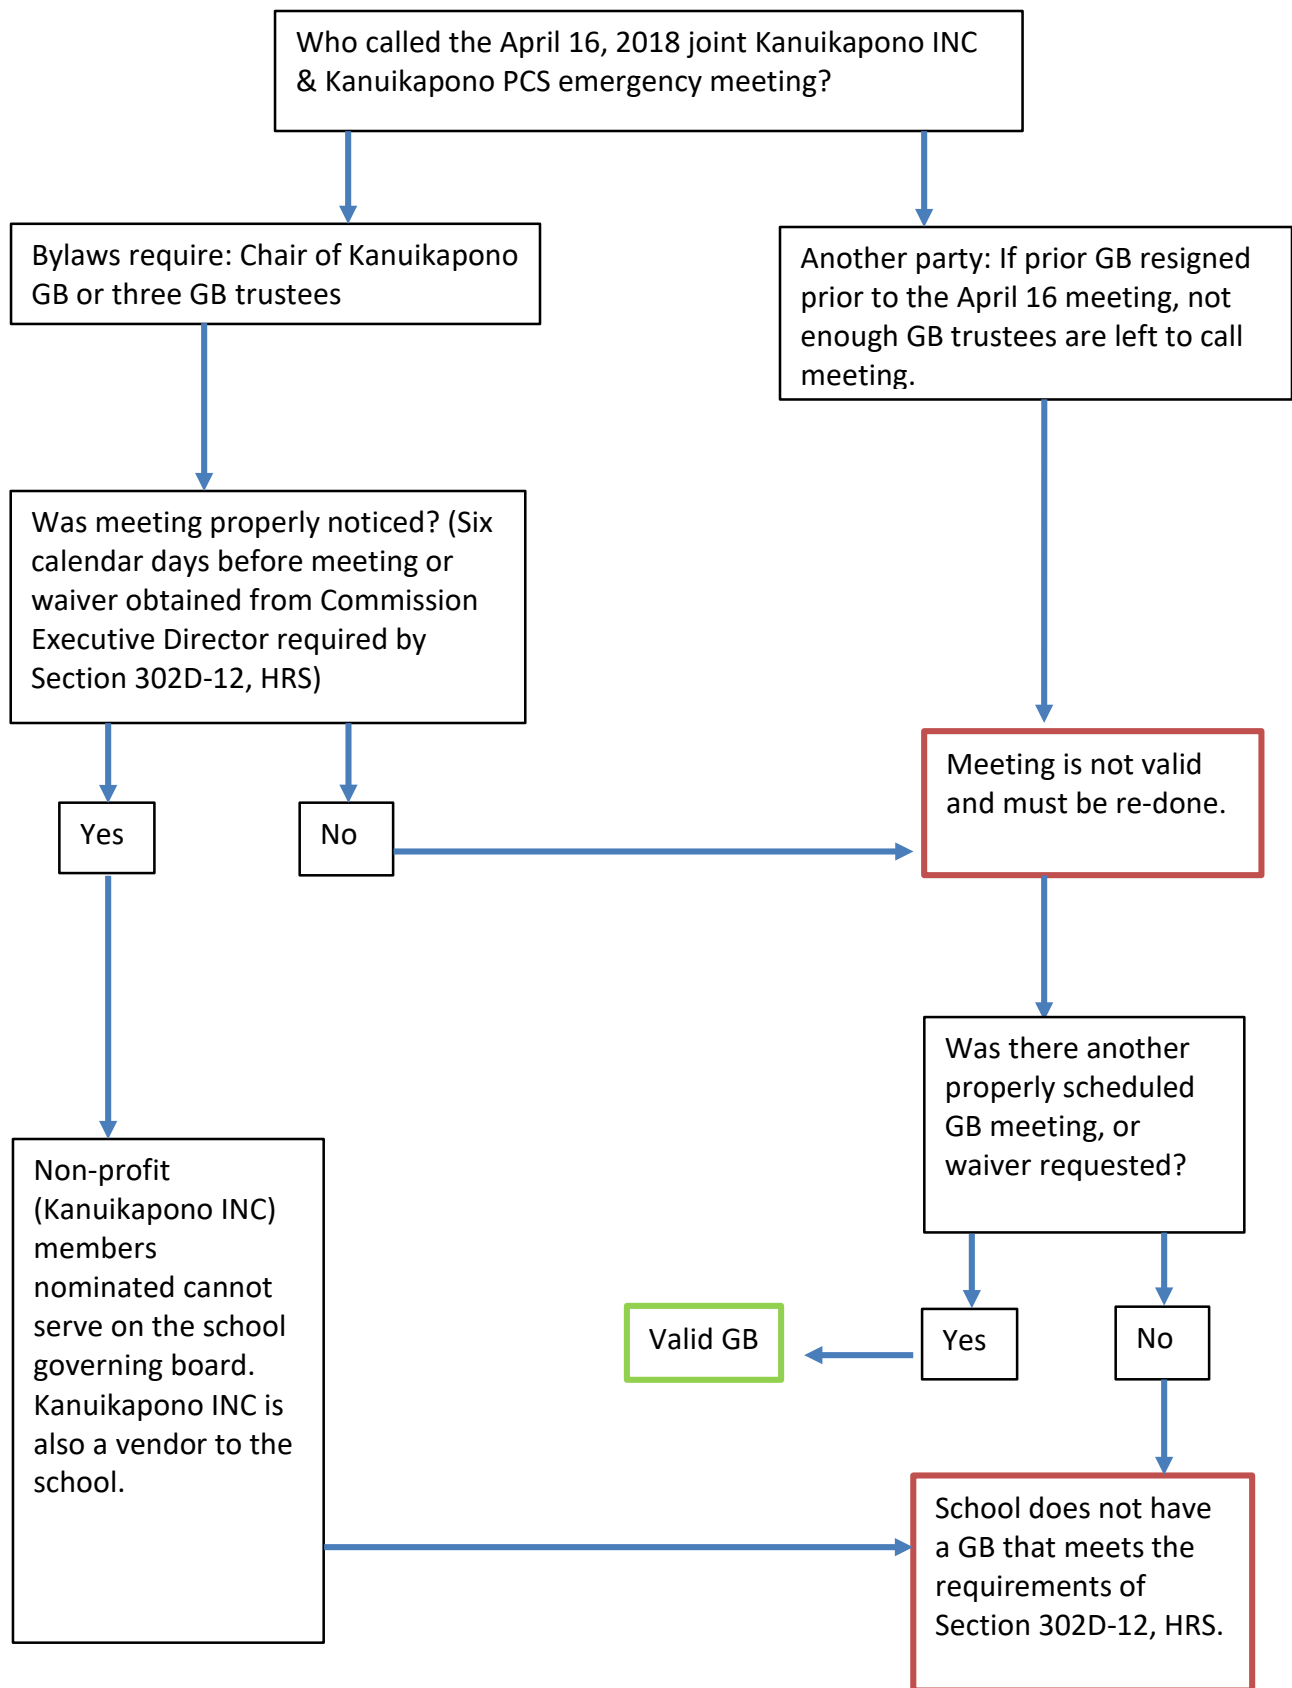 Who called the April 16, 2018 joint Kanuikapono INC
& Kanuikapono PCS emergency meeting?
Bylaws require: Chair of Kanuikapono
GB or three GB trustees
Another party: If prior GB resigned
prior to the April 16 meeting, not
enough GB trustees are left to call
meeting.
Was meeting properly noticed? (Six
calendar days before meeting or
waiver obtained from Commission
Executive Director required by
Section 302D-12, HRS)
Meeting is not valid
and must be re-done.
Yes
No
Was there another
properly scheduled
GB meeting, or
waiver requested?
Non-profit
(Kanuikapono INC)
members
nominated cannot
serve on the school
governing board.
Kanuikapono INC is
also a vendor to the
school.
Valid GB
Yes
No
School does not have
a GB that meets the
requirements of
Section 302D-12, HRS.